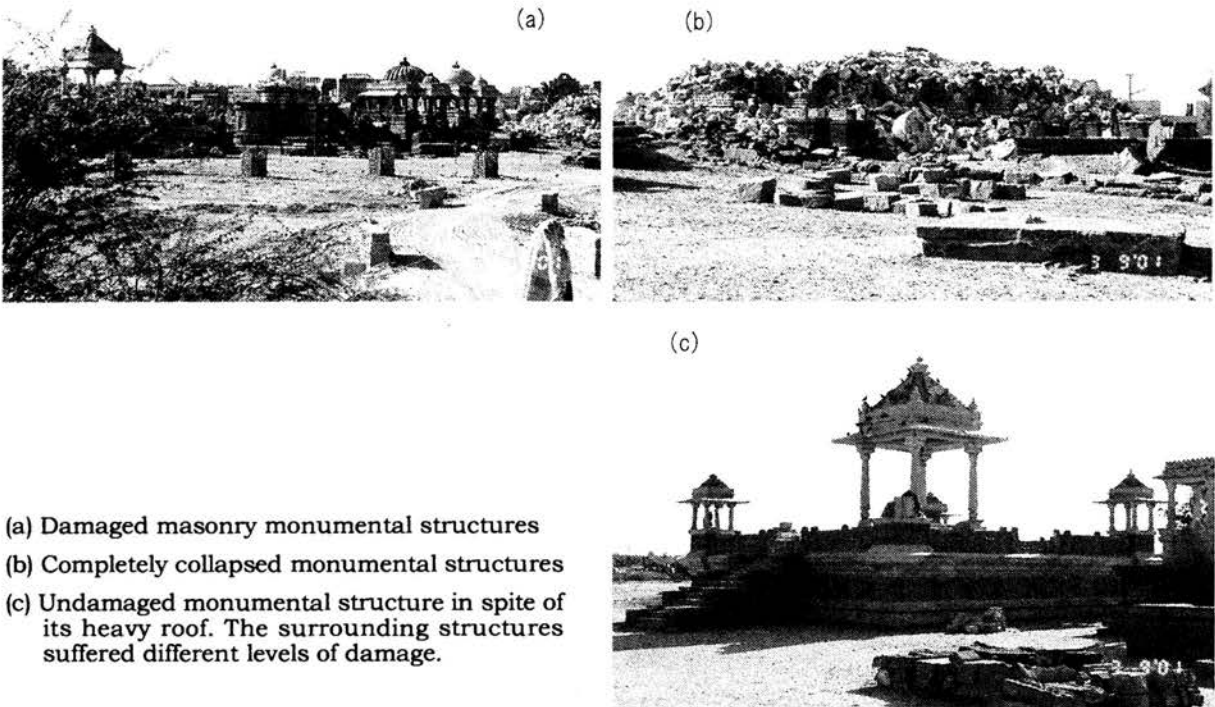 (a)
(b)
3 9'01
(c)
3 9'01
(a) Damaged masonry monumental structures
(b) Completely collapsed monumental structures
(c) Undamaged monumental structure in spite of
its heavy roof. The surrounding structures
suffered different levels of damage.